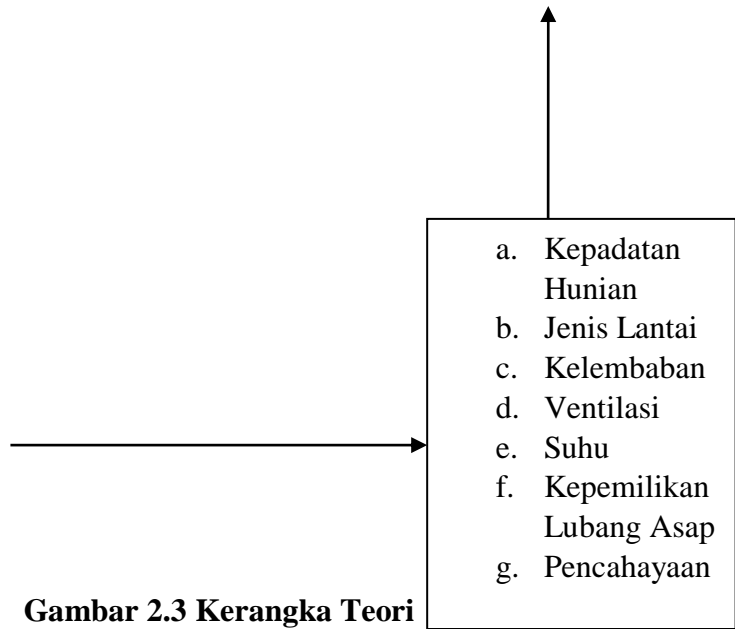 a. Kepadatan
Hunian
b. Jenis Lantai
c. Kelembaban
d. Ventilasi
e. Suhu
f. Kepemilikan
Lubang Asap
g. Pencahayaan
Gambar 2.3 Kerangka Teori